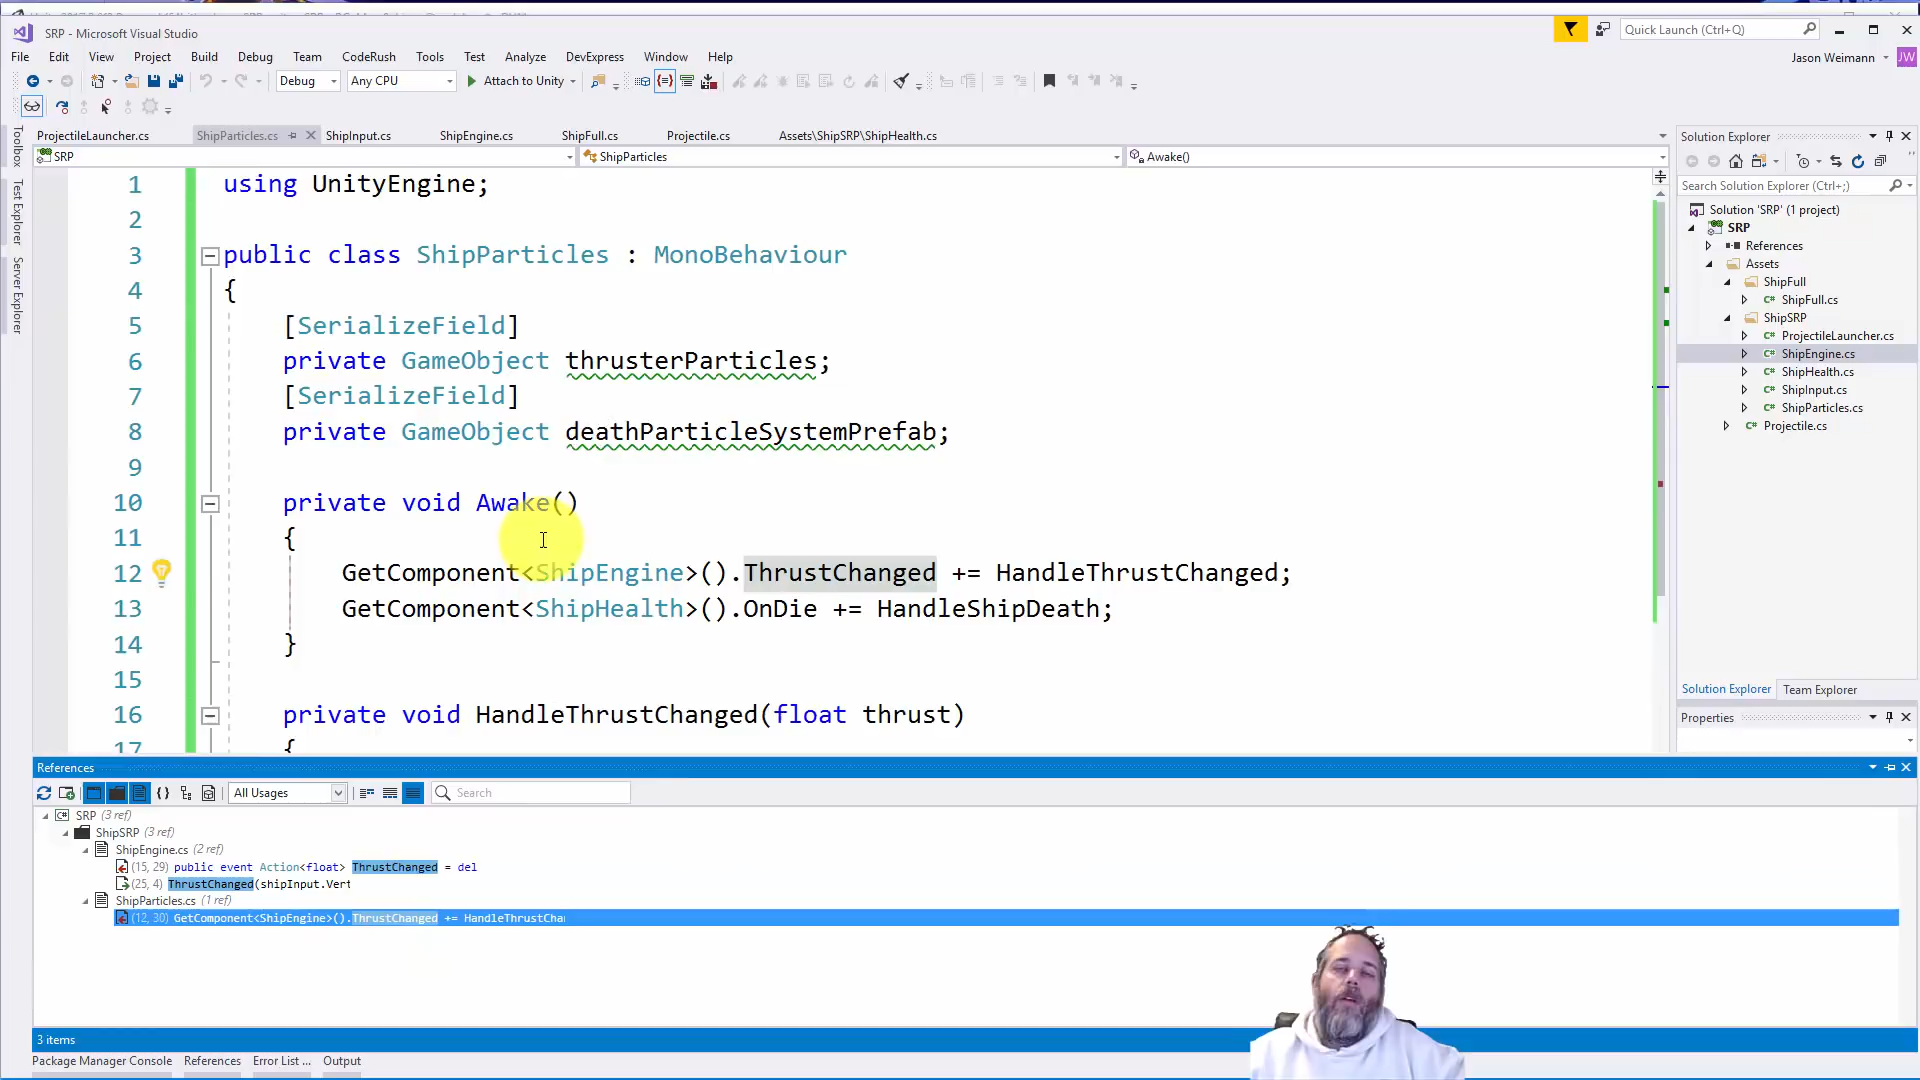 SRP - Microsoft Visual Studio
Quick Launch (Ctrl+Q)
File Edit View Project Build Debug Team CodeRush Tools Test Analyze DevExpress Window Help
Jason Weimann JW
Debug Any CPU Attach to Unity
ProjectileLauncher.cs ShipParticles.cs ShipInput.cs ShipEngine.cs ShipFull.cs Projectile.cs Assets\ShipSRP\ShipHealth.cs
SRP ShipParticles Awake()
Toolbox
Test Explorer
Server Explorer
1 using UnityEngine;
2
3 public class ShipParticles : MonoBehaviour
4 {
5 [SerializeField]
6 private GameObject thrusterParticles;
7 [SerializeField]
8 private GameObject deathParticleSystemPrefab;
9
10 private void Awake()
11 {
12 GetComponent<ShipEngine>().ThrustChanged += HandleThrustChanged;
13 GetComponent<ShipHealth>().OnDie += HandleShipDeath;
14 }
15
16 private void HandleThrustChanged(float thrust)
17 {
Solution Explorer
Search Solution Explorer (Ctrl+;)
Solution 'SRP' (1 project)
SRP
References
Assets
ShipFull
C# ShipFull.cs
ShipSRP
C# ProjectileLauncher.cs
C# ShipEngine.cs
C# ShipHealth.cs
C# ShipInput.cs
C# ShipParticles.cs
C# Projectile.cs
Solution Explorer Team Explorer
Properties
References
All Usages Search
C# SRP (3 ref)
ShipSRP (3 ref)
ShipEngine.cs (2 ref)
(15, 29) public event Action<float> ThrustChanged = del
(25, 4) ThrustChanged(shipInput.Vert
ShipParticles.cs (1 ref)
(12, 30) GetComponent<ShipEngine>().ThrustChanged += HandleThrustChar
3 items
Package Manager Console References Error List ... Output